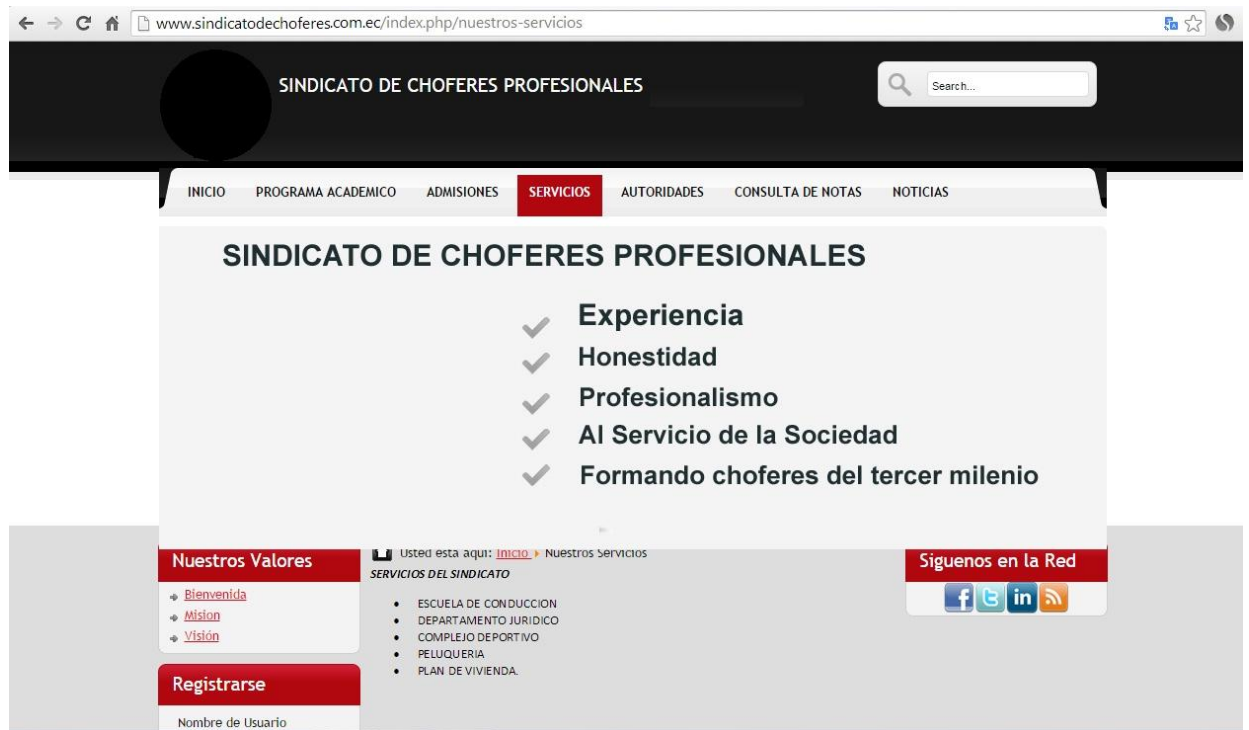 www.sindicatodechoferes.com.ec/index.php/nuestros-servicios
SINDICATO DE CHOFERES PROFESIONALES
Search...
INICIO PROGRAMA ACADEMICO ADMISIONES SERVICIOS AUTORIDADES CONSULTA DE NOTAS NOTICIAS
SINDICATO DE CHOFERES PROFESIONALES
Experiencia
Honestidad
Profesionalismo
Al Servicio de la Sociedad
Formando choferes del tercer milenio
Nuestros Valores
Bienvenida
Mision
Visión
Registrarse
Nombre de Usuario
Usted está aquí: Inicio Nuestros Servicios
SERVICIOS DEL SINDICATO
ESCUELA DE CONDUCCION
DEPARTAMENTO JURIDICO
COMPLEJO DEPORTIVO
PELUQUERIA
PLAN DE VIVIENDA.
Siguenos en la Red